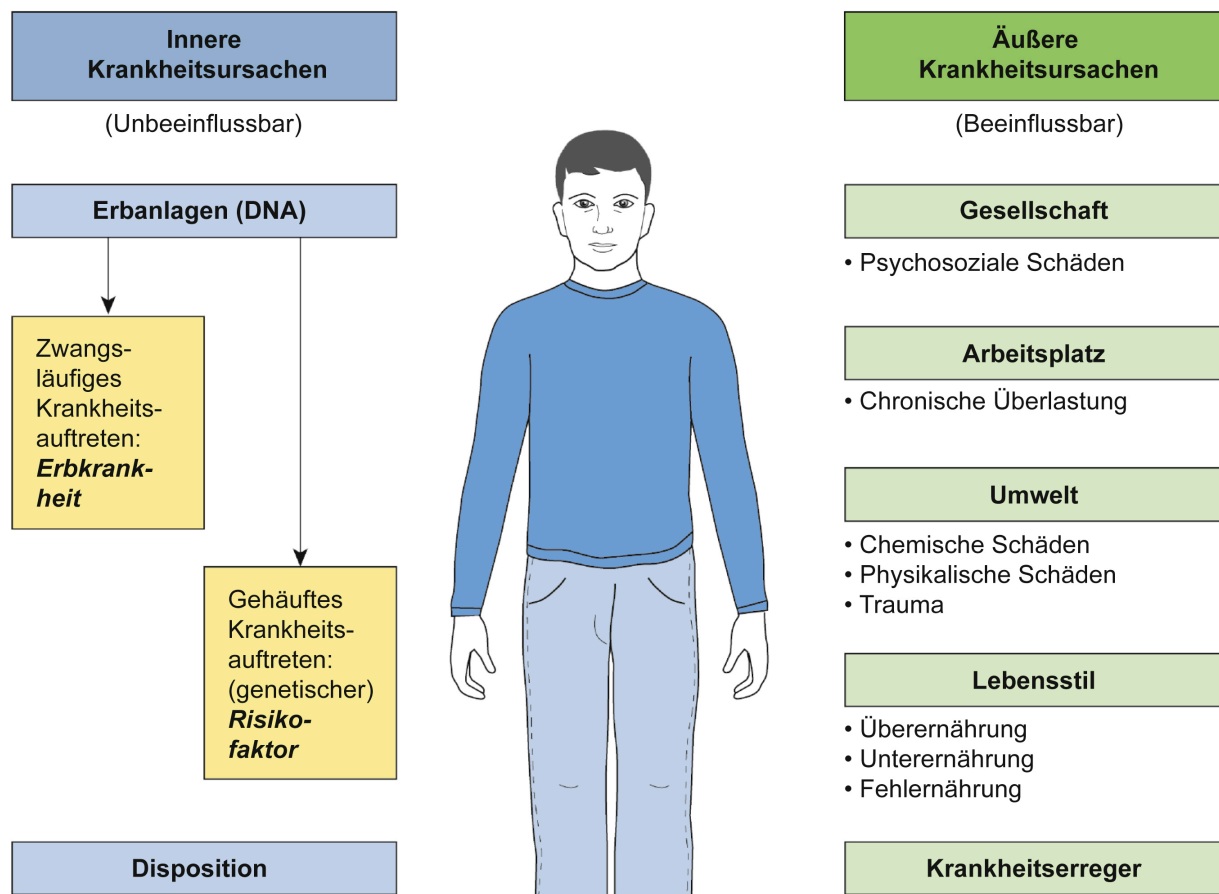 Innere
Krankheitsursachen
(Unbeeinflussbar)
Erbanlagen (DNA)
Zwangs-
läufiges
Krankheits-
auftreten:
Erbkrank-
heit
Gehäuftes
Krankheits-
auftreten:
(genetischer)
Risiko-
faktor
Disposition
Äußere
Krankheitsursachen
(Beeinflussbar)
Gesellschaft
• Psychosoziale Schäden
Arbeitsplatz
• Chronische Überlastung
Umwelt
• Chemische Schäden
• Physikalische Schäden
• Trauma
Lebensstil
• Überernährung
• Unterernährung
• Fehlernährung
Krankheitserreger